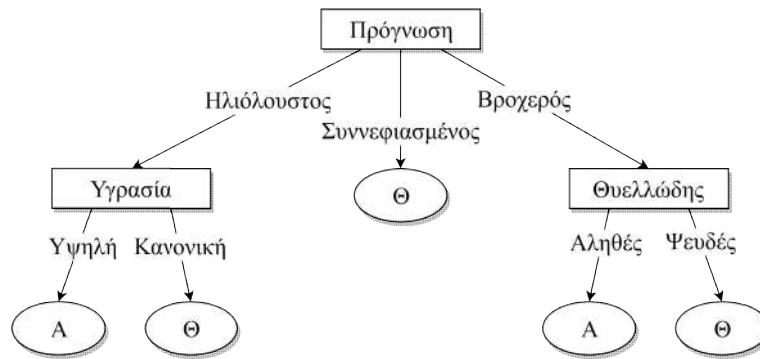 Πρόγνωση
Ηλιόλουστος
Βροχερός
Συννεφιασμένος
Υγρασία
Θ
Θυελλώδης
Υψηλή
Κανονική
Αληθές
Ψευδές
Α
Θ
Α
Θ